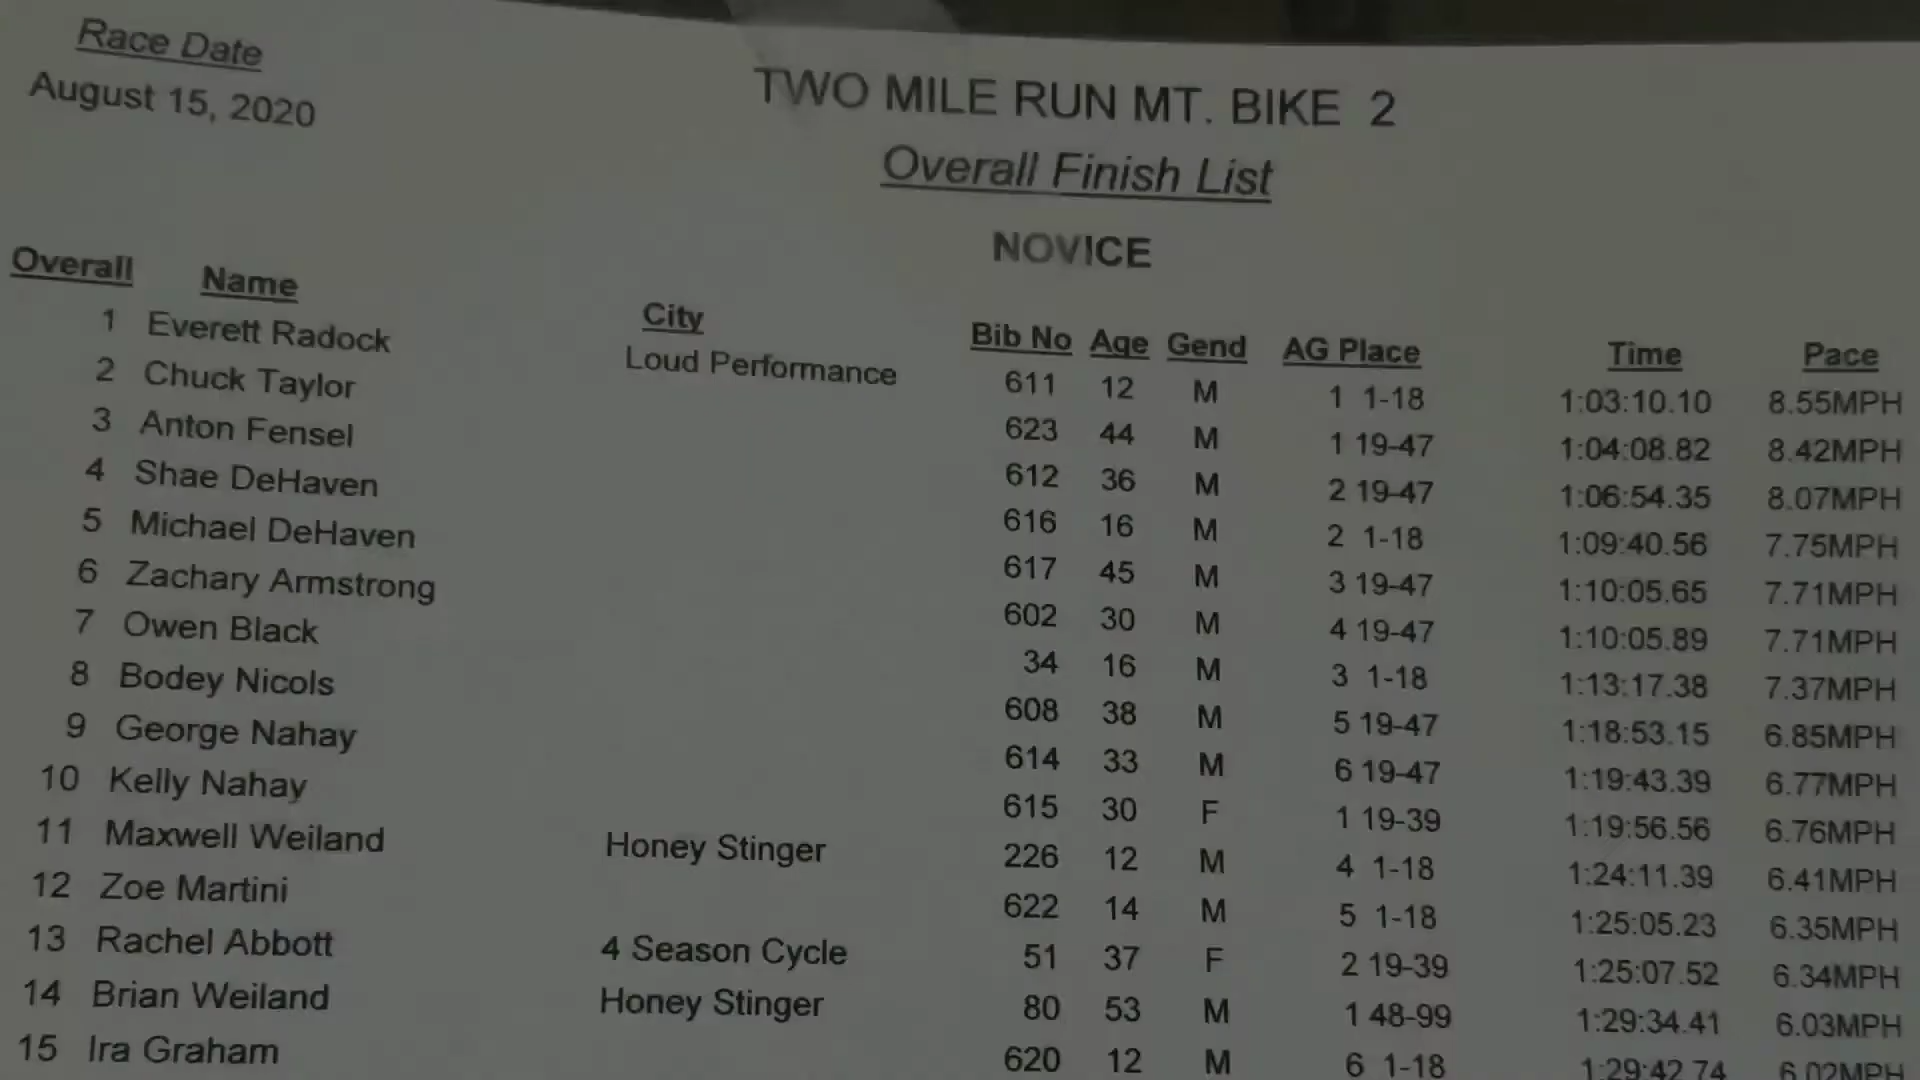 Race Date
August 15, 2020
TWO MILE RUN MT. BIKE 2
Overall Finish List
NOVICE
Overall Name City Bib No Age Gend AG Place Time Pace
1 Everett Radock Loud Performance 611 12 M 1 1-18 1:03:10.10 8.55MPH
2 Chuck Taylor 623 44 M 1 19-47 1:04:08.82 8.42MPH
3 Anton Fensel 612 36 M 2 19-47 1:06:54.35 8.07MPH
4 Shae DeHaven 616 16 M 2 1-18 1:09:40.56 7.75MPH
5 Michael DeHaven 617 45 M 3 19-47 1:10:05.65 7.71MPH
6 Zachary Armstrong 602 30 M 4 19-47 1:10:05.89 7.71MPH
7 Owen Black 34 16 M 3 1-18 1:13:17.38 7.37MPH
8 Bodey Nicols 608 38 M 5 19-47 1:18:53.15 6.85MPH
9 George Nahay 614 33 M 6 19-47 1:19:43.39 6.77MPH
10 Kelly Nahay 615 30 F 1 19-39 1:19:56.56 6.76MPH
11 Maxwell Weiland Honey Stinger 226 12 M 4 1-18 1:24:11.39 6.41MPH
12 Zoe Martini 622 14 M 5 1-18 1:25:05.23 6.35MPH
13 Rachel Abbott 4 Season Cycle 51 37 F 2 19-39 1:25:07.52 6.34MPH
14 Brian Weiland Honey Stinger 80 53 M 1 48-99 1:29:34.41 6.03MPH
15 Ira Graham 620 12 M 6 1-18 1:29:42.74 6.02MPH